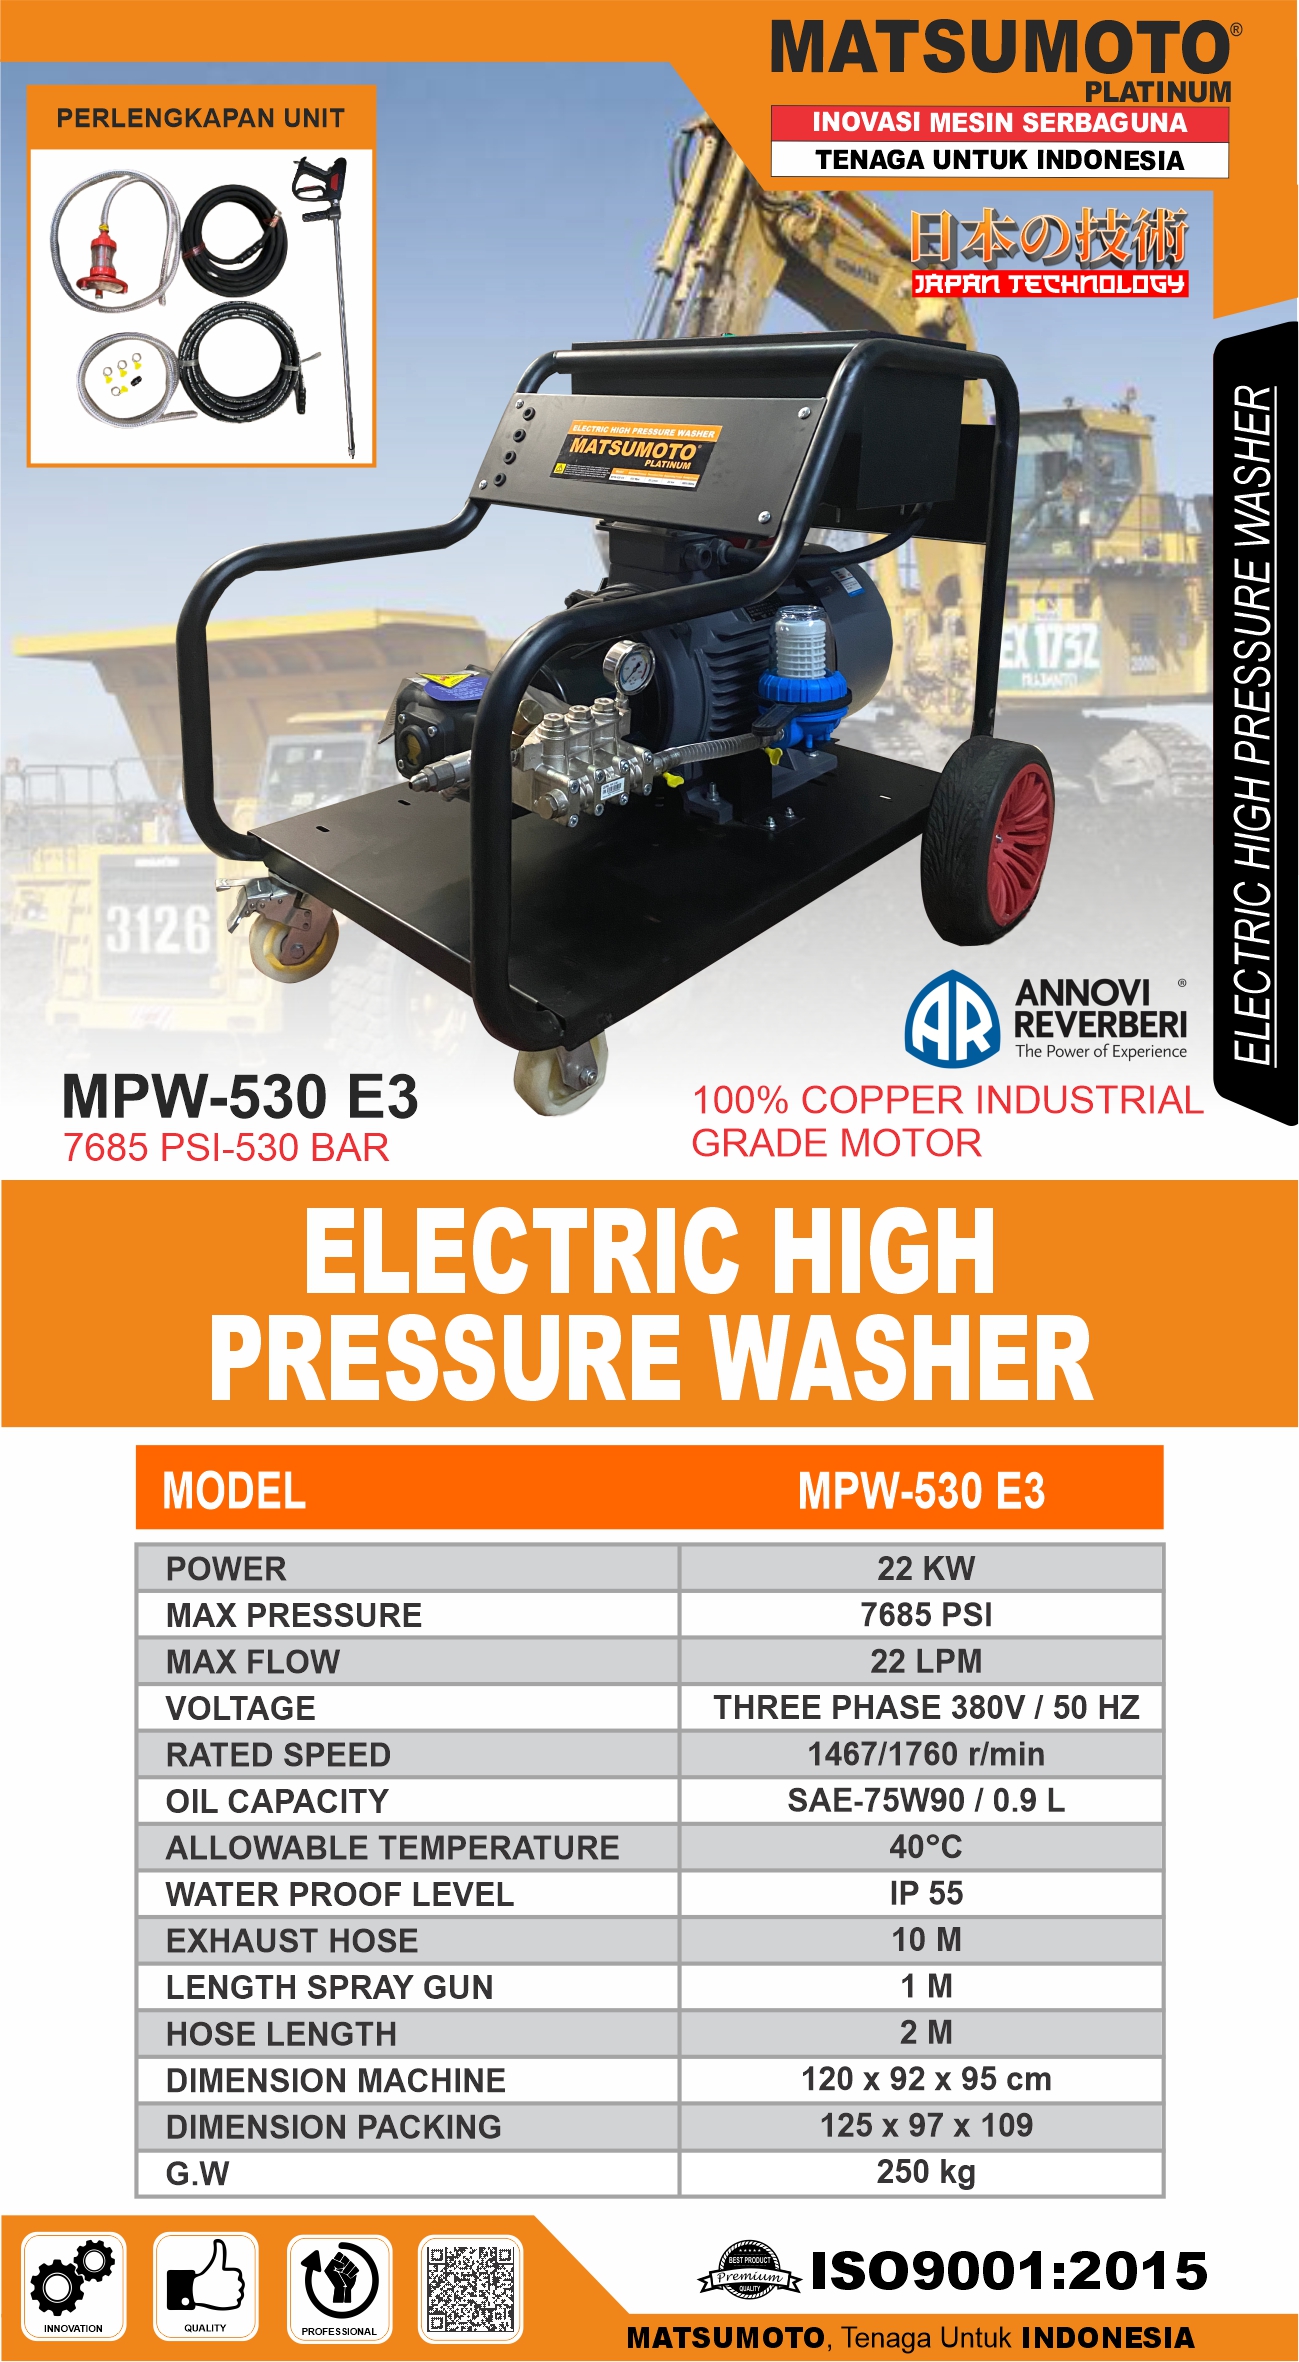 MATSUMOTO®
PLATINUM
INOVASI MESIN SERBAGUNA
TENAGA UNTUK INDONESIA
PERLENGKAPAN UNIT
日本の技術
JAPAN TECHNOLOGY
KOMATSU
ELECTRIC HIGH PRESSURE WASHER
MATSUMOTO®
PLATINUM
EX 1732
3126
ELECTRIC HIGH PRESSURE WASHER
AR ANNOVI ®
REVERBERI
The Power of Experience
MPW-530 E3
7685 PSI-530 BAR
100% COPPER INDUSTRIAL
GRADE MOTOR
ELECTRIC HIGH
PRESSURE WASHER
MODEL MPW-530 E3
POWER 22 KW
MAX PRESSURE 7685 PSI
MAX FLOW 22 LPM
VOLTAGE THREE PHASE 380V / 50 HZ
RATED SPEED 1467/1760 r/min
OIL CAPACITY SAE-75W90 / 0.9 L
ALLOWABLE TEMPERATURE 40°C
WATER PROOF LEVEL IP 55
EXHAUST HOSE 10 M
LENGTH SPRAY GUN 1 M
HOSE LENGTH 2 M
DIMENSION MACHINE 120 x 92 x 95 cm
DIMENSION PACKING 125 x 97 x 109
G.W 250 kg
INNOVATION
QUALITY
PROFESSIONAL
BEST PRODUCT
Premium
QUALITY
ISO9001:2015
MATSUMOTO, Tenaga Untuk INDONESIA